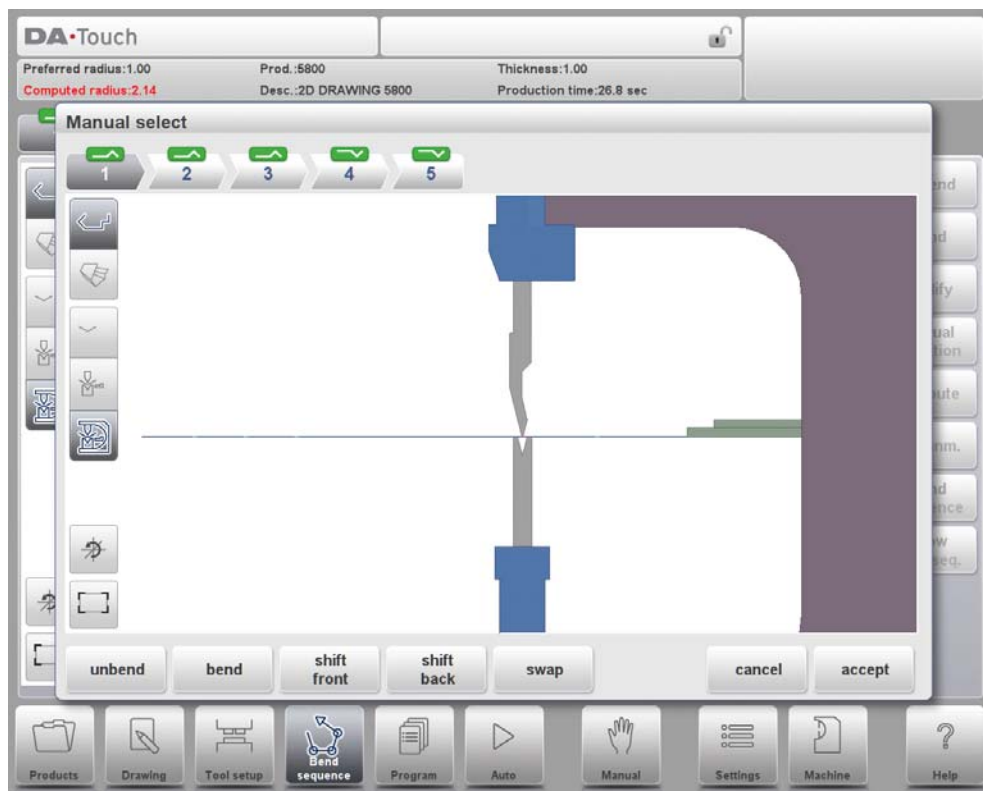 DA•Touch
Preferred radius:1.00 Prod.:5800 Thickness:1.00
Computed radius:2.14 Desc.:2D DRAWING 5800 Production time:26.8 sec
Manual select
1 2 3 4 5
unbend bend shift front shift back swap cancel accept
Products Drawing Tool setup Bend sequence Program Auto Manual Settings Machine Help